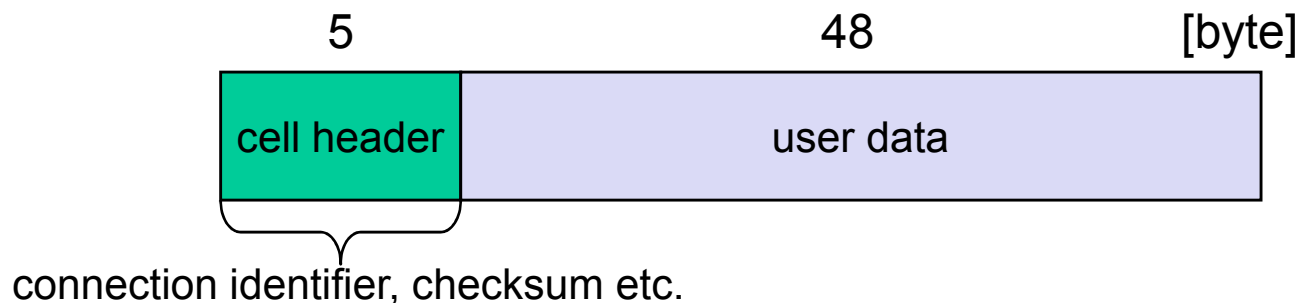 5 48 [byte]
cell header user data
connection identifier, checksum etc.